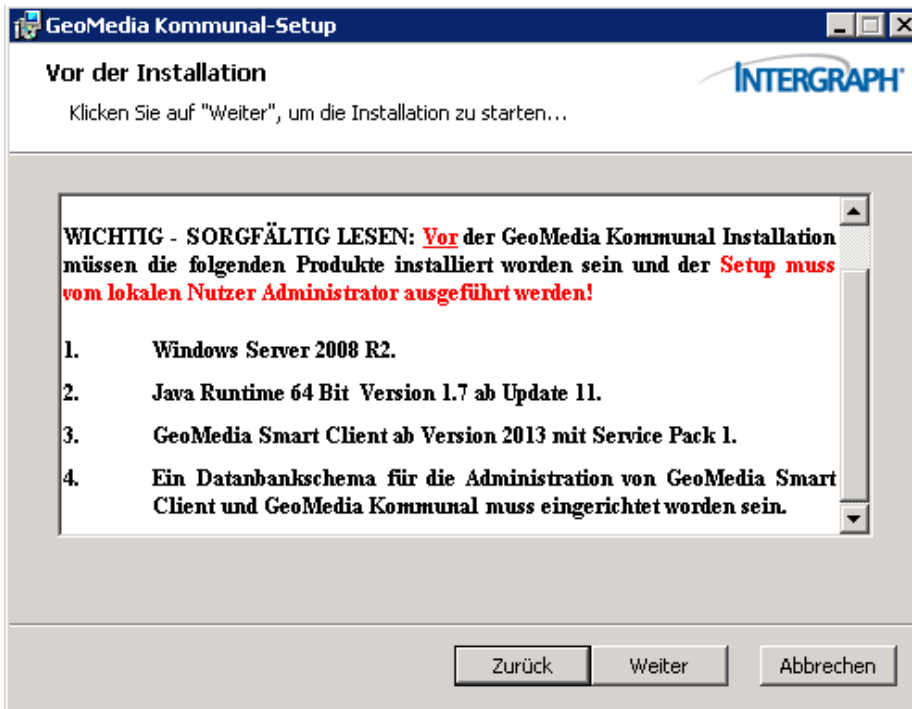 GeoMedia Kommunal-Setup
Vor der Installation
Klicken Sie auf "Weiter", um die Installation zu starten...
INTERGRAPH
WICHTIG - SORGFÄLTIG LESEN: Vor der GeoMedia Kommunal Installation
müssen die folgenden Produkte installiert worden sein und der Setup muss
vom lokalen Nutzer Administrator ausgeführt werden!
1. Windows Server 2008 R2.
2. Java Runtime 64 Bit Version 1.7 ab Update 11.
3. GeoMedia Smart Client ab Version 2013 mit Service Pack 1.
4. Ein Datanbankschema für die Administration von GeoMedia Smart
Client und GeoMedia Kommunal muss eingerichtet worden sein.
Zurück Weiter Abbrechen